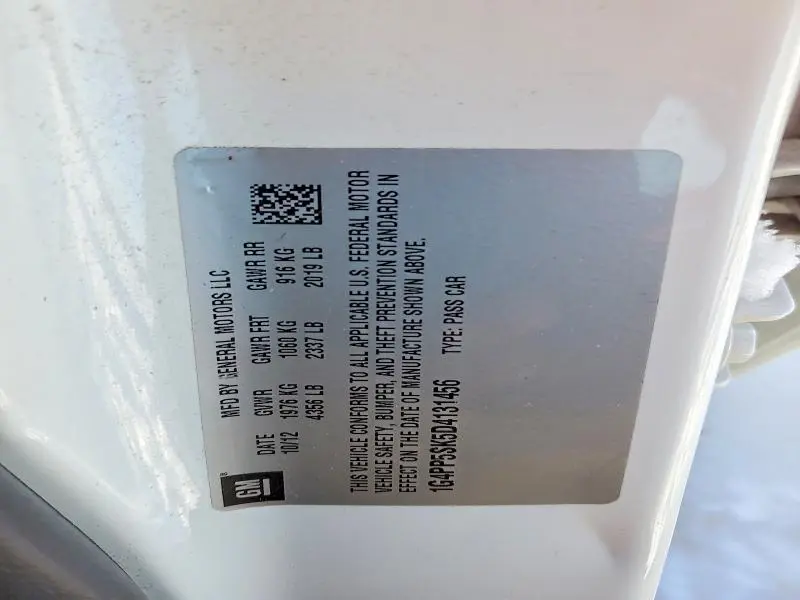 GM
MFD BY GENERAL MOTORS LLC
DATE GVWR GAWR FRT GAWR RR
10/12 1976 KG 1060 KG 916 KG
4356 LB 2337 LB 2019 LB
THIS VEHICLE CONFORMS TO ALL APPLICABLE U.S. FEDERAL MOTOR
VEHICLE SAFETY, BUMPER, AND THEFT PREVENTION STANDARDS IN
EFFECT ON THE DATE OF MANUFACTURE SHOWN ABOVE.
1G4PP5SK5D4131456 TYPE: PASS CAR